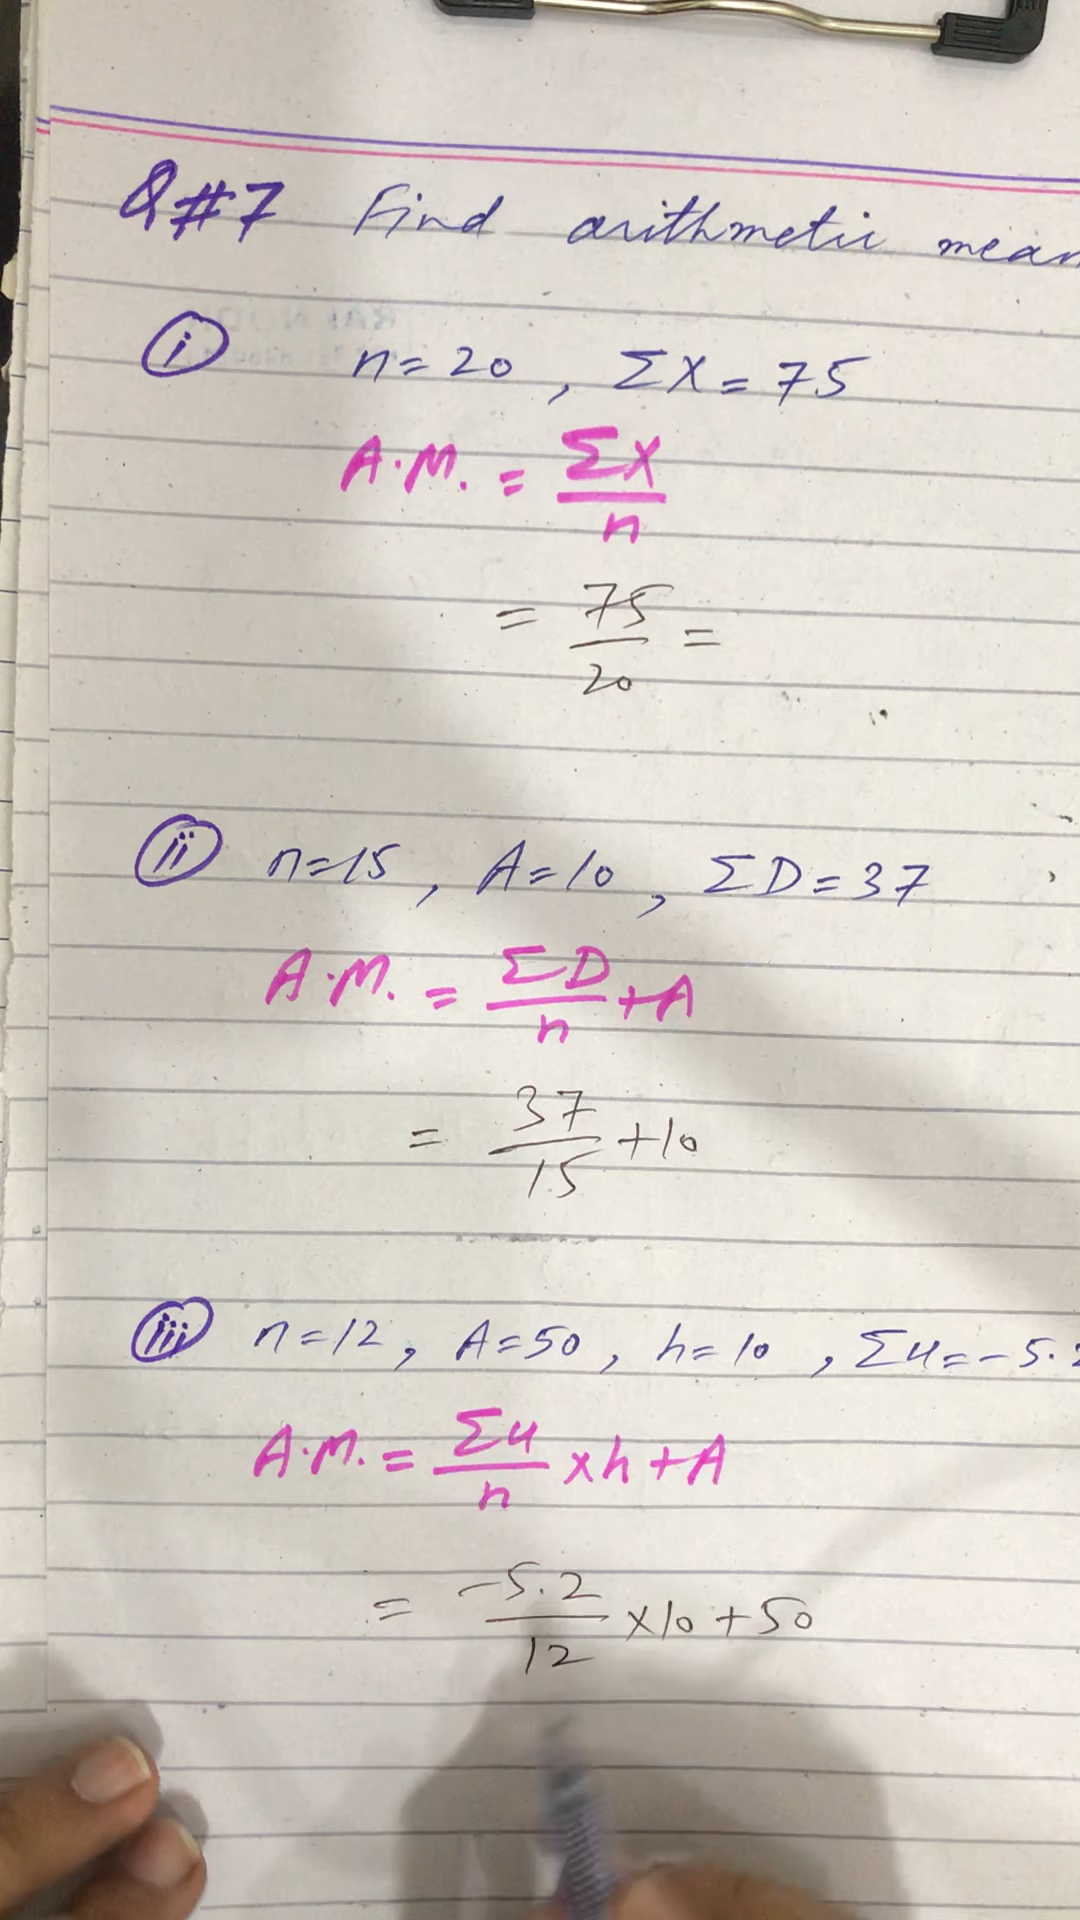 Q#7 Find arithmetic mean
i n=20, ΣX=75
A.M. = ΣX/n
= 75/20 =
ii n=15, A=10, ΣD=37
A.M. = ΣD/n +A
= 37/15 +10
iii n=12, A=50, h=10, Σu=-5.2
A.M. = Σu/n ×h+A
= -5.2/12 ×10+50